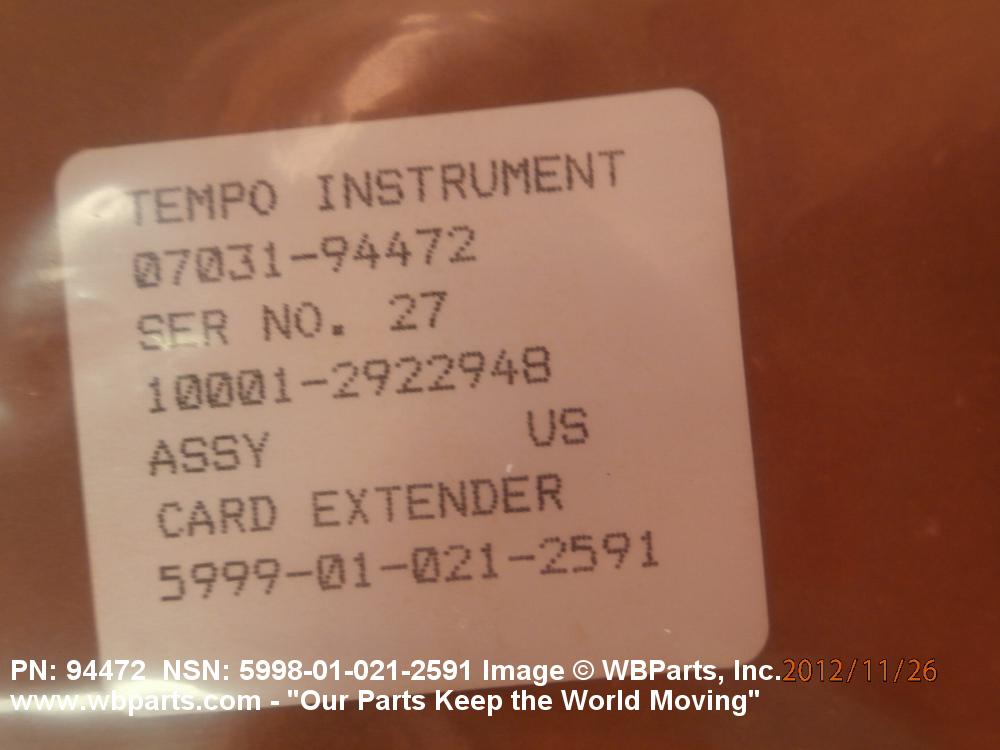 TEMPO INSTRUMENT
07031-94472
SER NO. 27
10001-2922948
ASSY US
CARD EXTENDER
5999-01-021-2591
PN: 94472 NSN: 5998-01-021-2591 Image © WBParts, Inc. 2012/11/26
www.wbparts.com - "Our Parts Keep the World Moving"